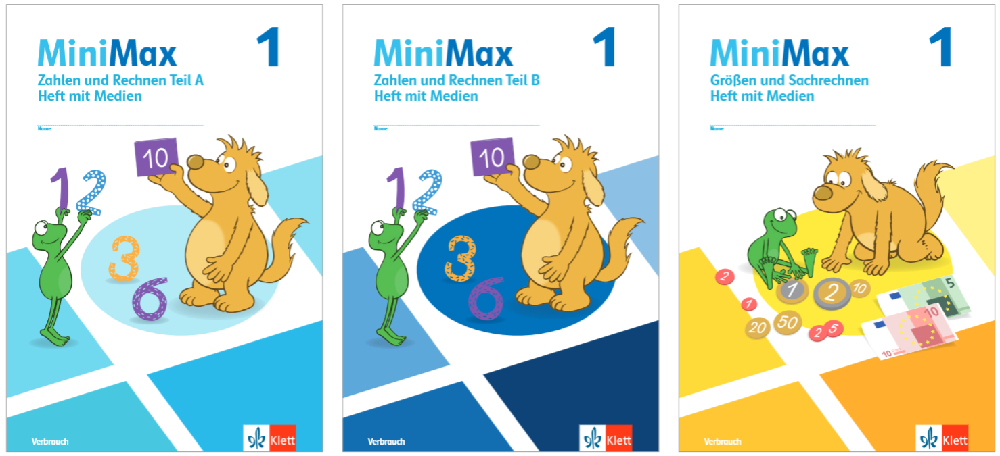 MiniMax 1
Zahlen und Rechnen Teil A
Heft mit Medien
Name
10
1 2
3
6
Verbrauch
Klett
MiniMax 1
Zahlen und Rechnen Teil B
Heft mit Medien
Name
10
1 2
3
6
Verbrauch
Klett
MiniMax 1
Größen und Sachrechnen
Heft mit Medien
Name
2
1 2 10
5
1
10
20 50 2 5
10
Verbrauch
Klett